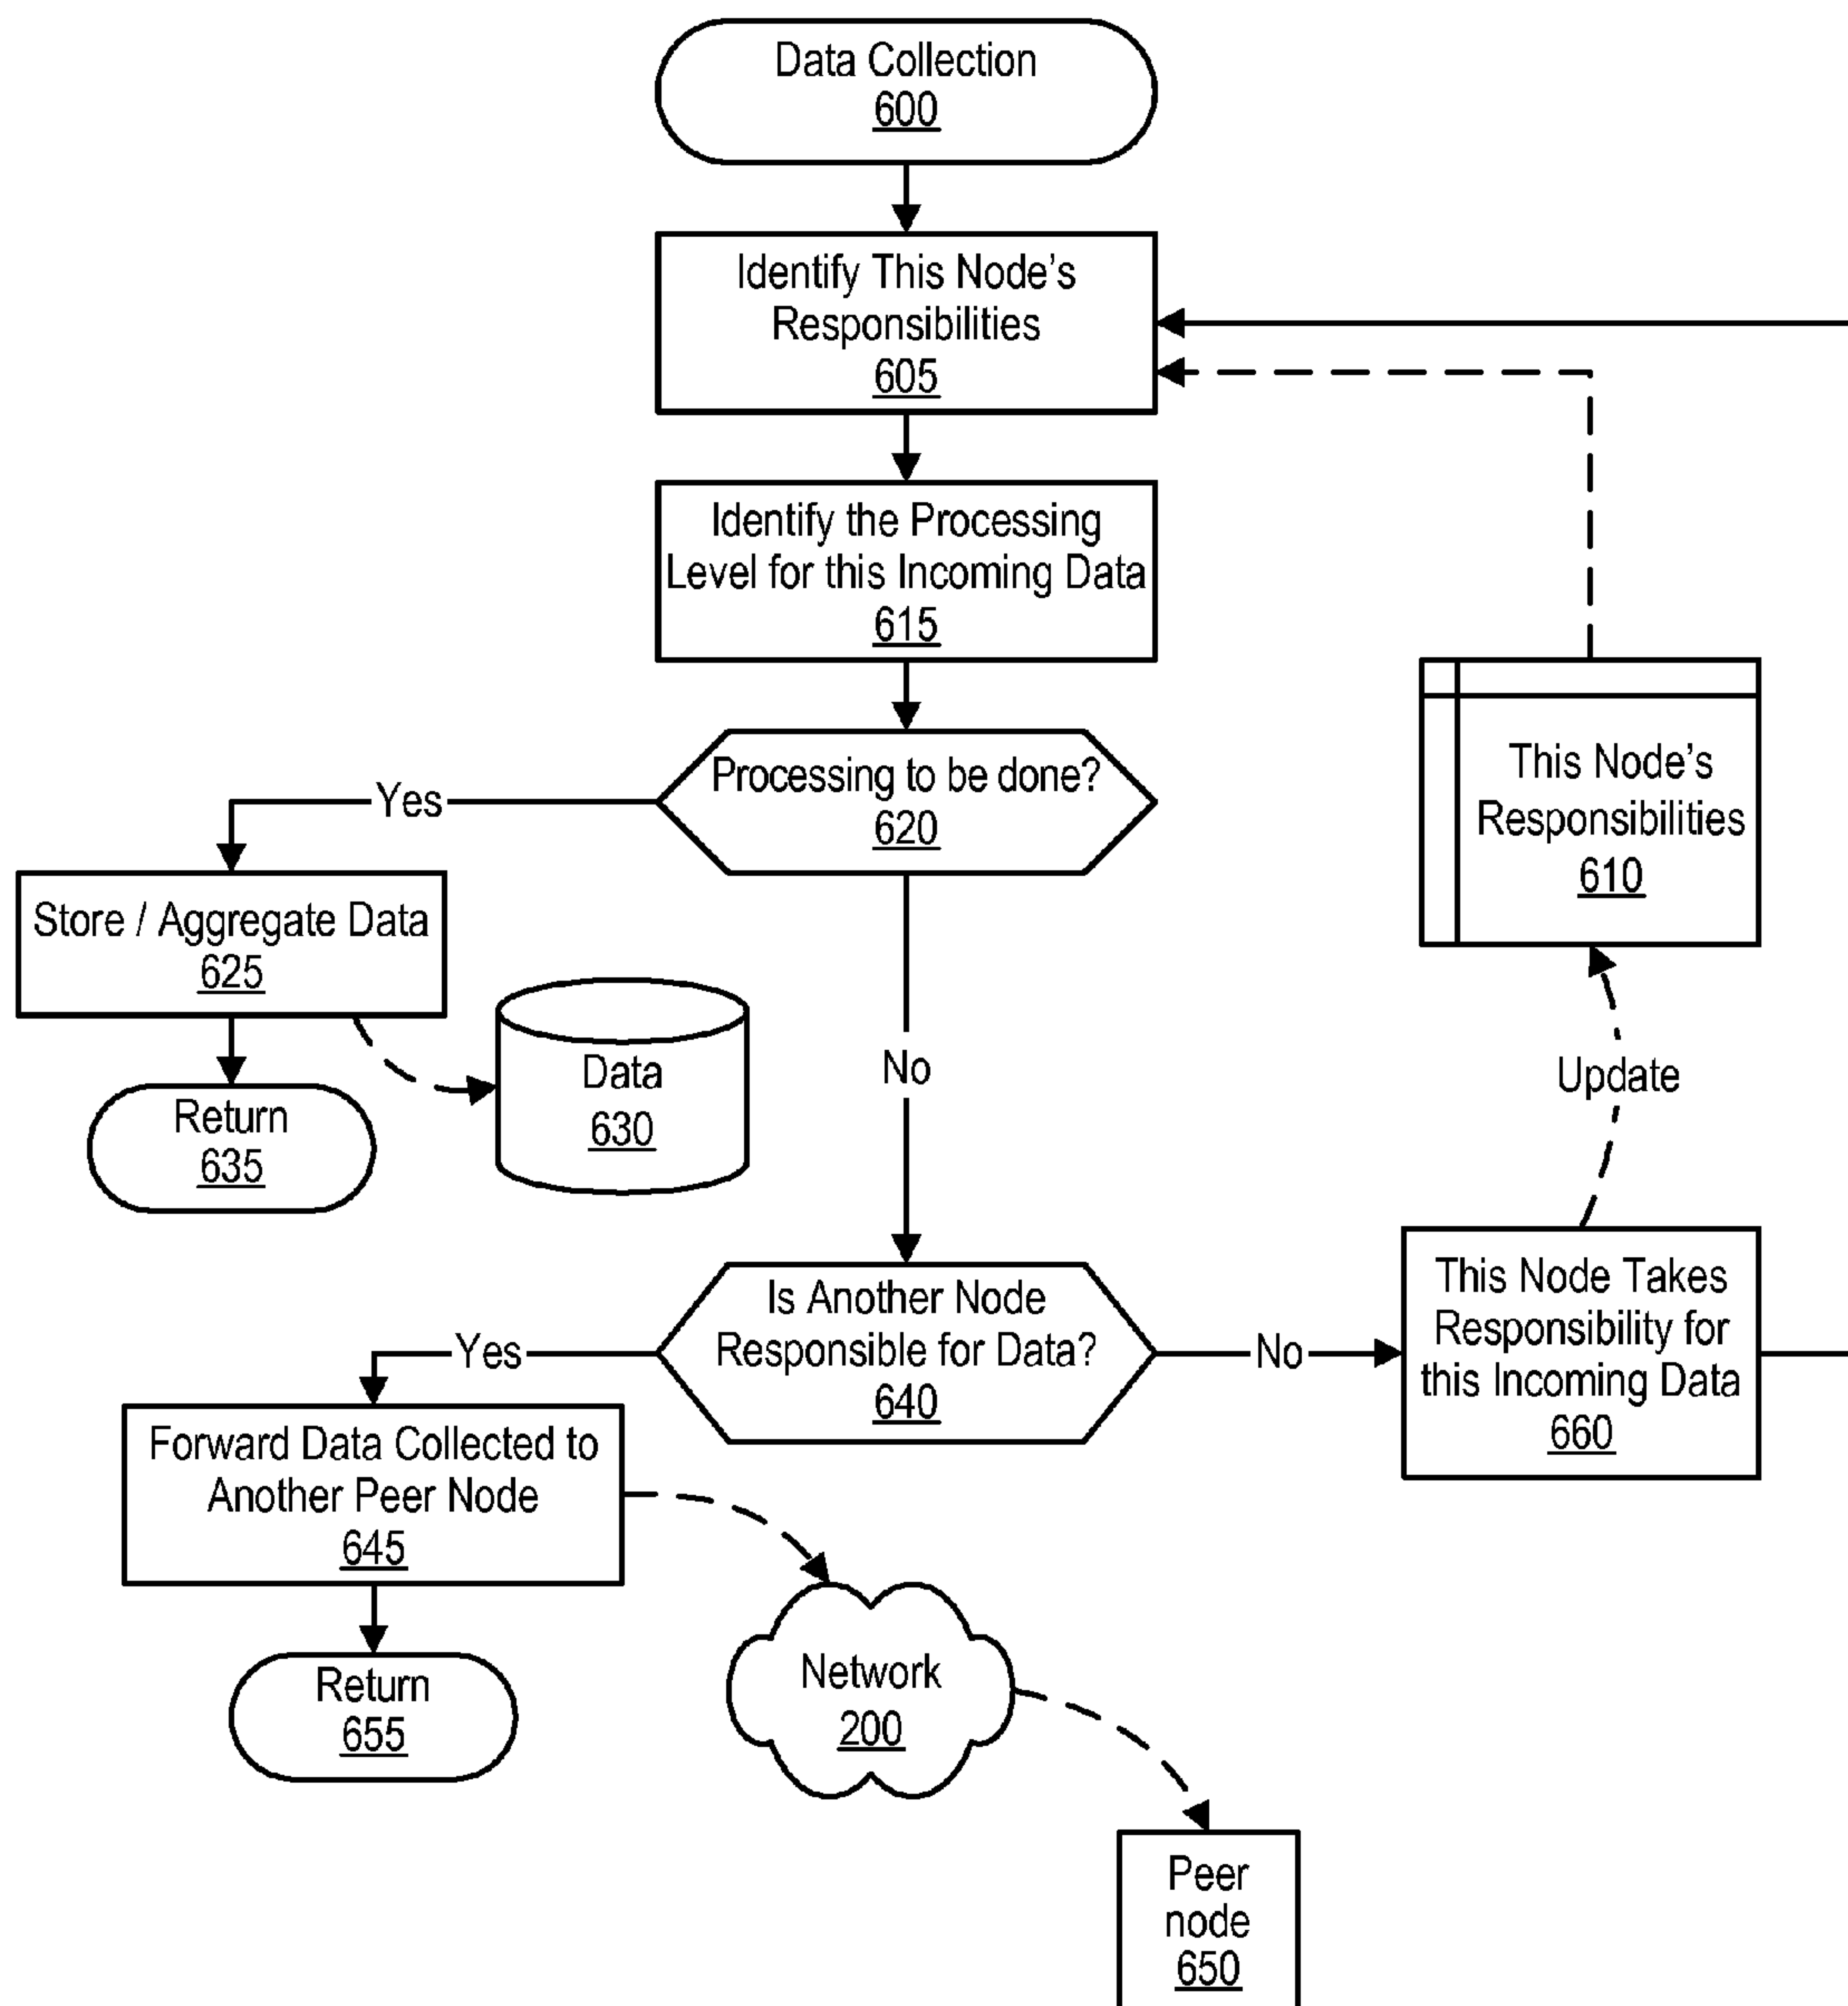 Data Collection
600
Identify This Node's
Responsibilities
605
Identify the Processing
Level for this Incoming Data
615
Processing to be done?
620
Yes
This Node's
Responsibilities
610
Store / Aggregate Data
625
No
Data
630
Update
Return
635
Is Another Node
Responsible for Data?
640
Yes
No
This Node Takes
Responsibility for
this Incoming Data
660
Forward Data Collected to
Another Peer Node
645
Return
655
Network
200
Peer
node
650